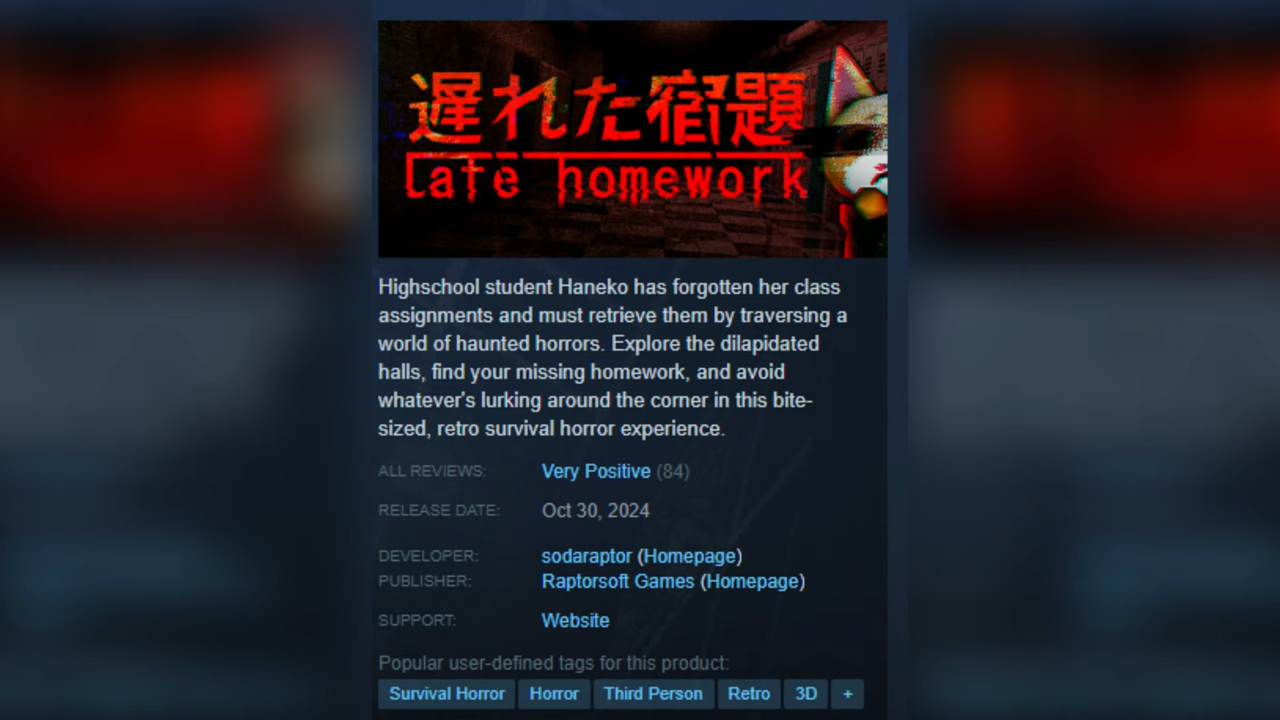 遅れた宿題
Late homework
Highschool student Haneko has forgotten her class
assignments and must retrieve them by traversing a
world of haunted horrors. Explore the dilapidated
halls, find your missing homework, and avoid
whatever's lurking around the corner in this bite-
sized, retro survival horror experience.
ALL REVIEWS: Very Positive (84)
RELEASE DATE: Oct 30, 2024
DEVELOPER: sodaraptor (Homepage)
PUBLISHER: Raptorsoft Games (Homepage)
SUPPORT: Website
Popular user-defined tags for this product:
Survival Horror Horror Third Person Retro 3D +